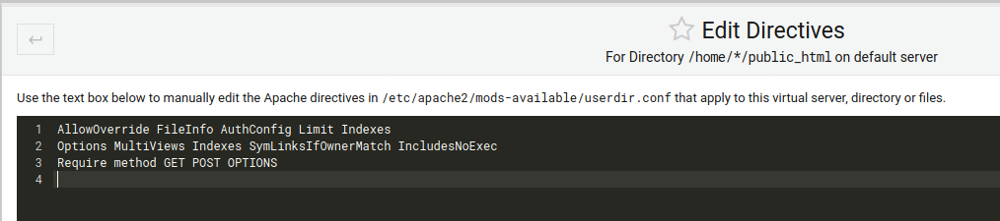 Edit Directives
For Directory /home/*/public_html on default server
Use the text box below to manually edit the Apache directives in /etc/apache2/mods-available/userdir.conf that apply to this virtual server, directory or files.
1 AllowOverride FileInfo AuthConfig Limit Indexes
2 Options MultiViews Indexes SymLinksIfOwnerMatch IncludesNoExec
3 Require method GET POST OPTIONS
4